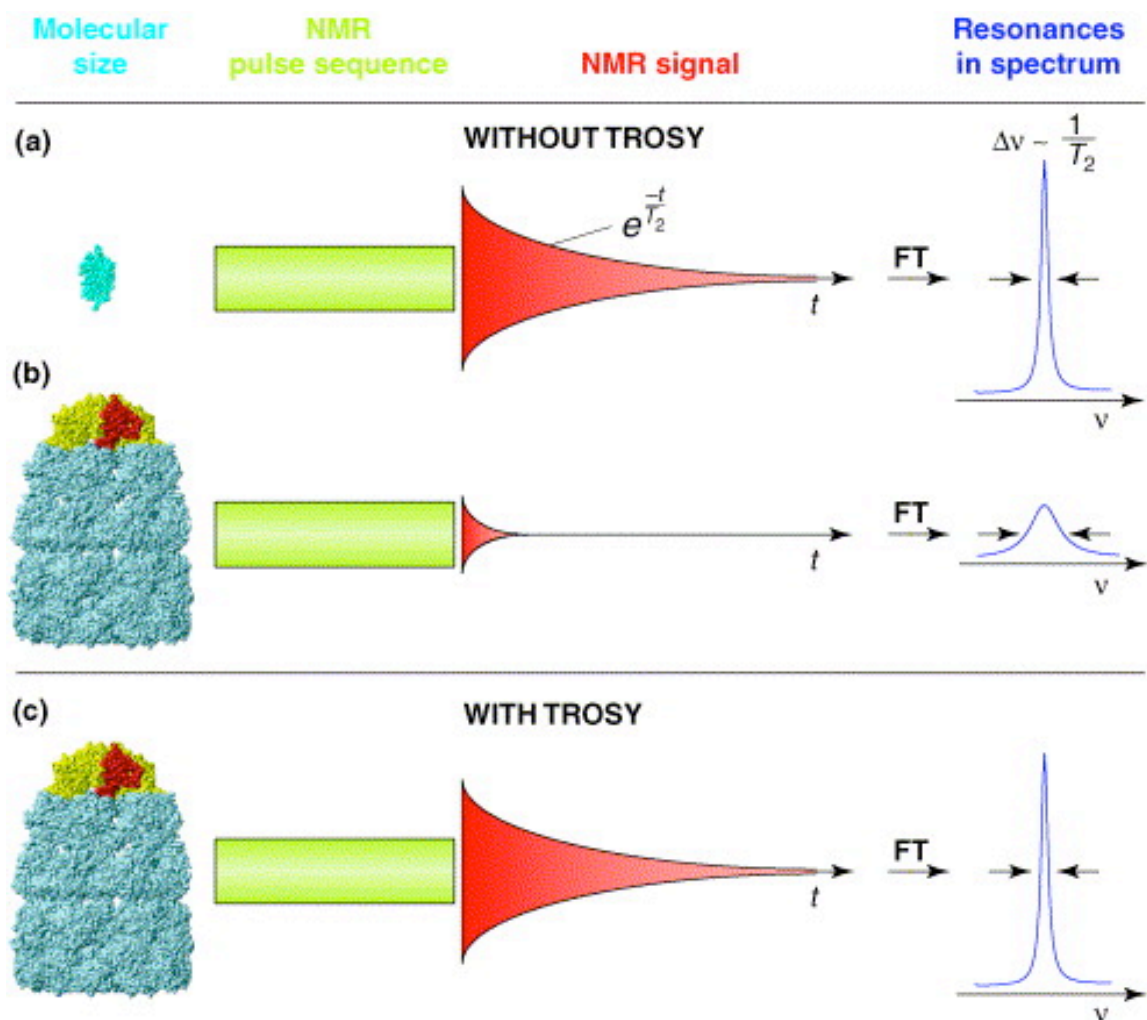 Molecular size
NMR pulse sequence
NMR signal
Resonances in spectrum
(a)
WITHOUT TROSY
Δν ~ 1/T₂
e^(-t/T₂)
FT
t
ν
(b)
FT
t
ν
(c)
WITH TROSY
FT
t
ν